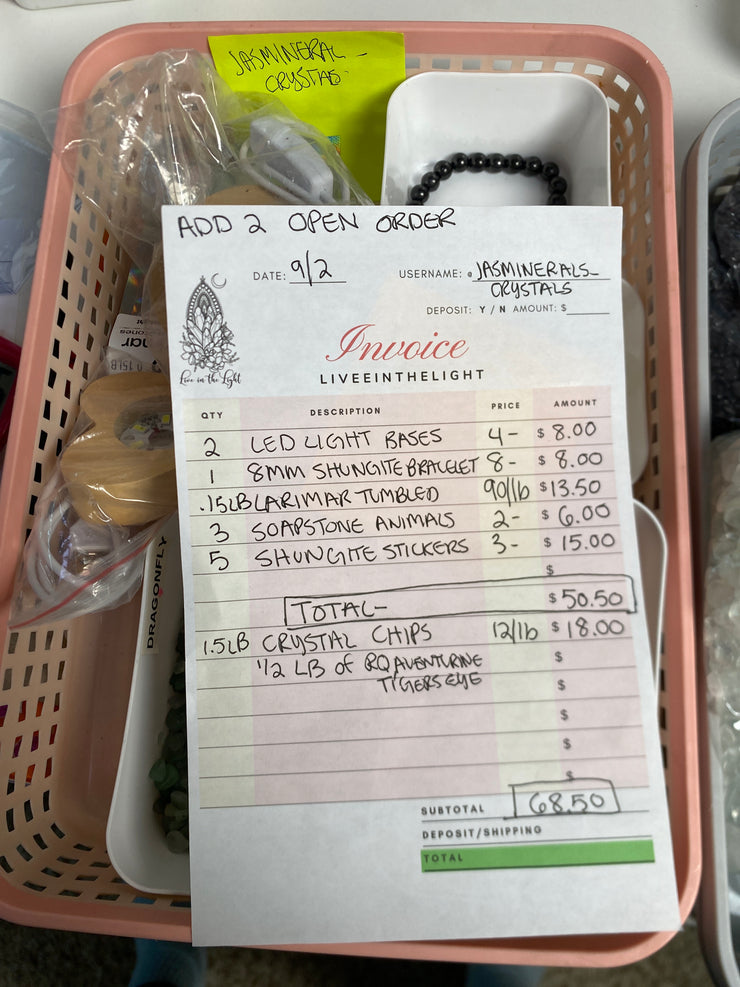 JASMINERAL_
CRYSTALS
ADD 2 OPEN ORDER
DATE: 9/2
USERNAME: @JASMINERALS_
CRYSTALS
DEPOSIT: Y / N AMOUNT: $
Live in the Light
Invoice
LIVEEINTHELIGHT
QTY DESCRIPTION PRICE AMOUNT
2 LED LIGHT BASES 4- $ 8.00
1 8MM SHUNGITE BRACELET 8- $ 8.00
.15LB LARIMAR TUMBLED 90/lb $ 13.50
3 SOAPSTONE ANIMALS 2- $ 6.00
5 SHUNGITE STICKERS 3- $ 15.00
$
TOTAL- $ 50.50
1.5LB CRYSTAL CHIPS 12/lb $ 18.00
1/2 LB of RQ, AVENTURINE $
TIGERS EYE $
$
$
$
SUBTOTAL 68.50
DEPOSIT/SHIPPING
TOTAL
0.15LB
DRAGONFLY